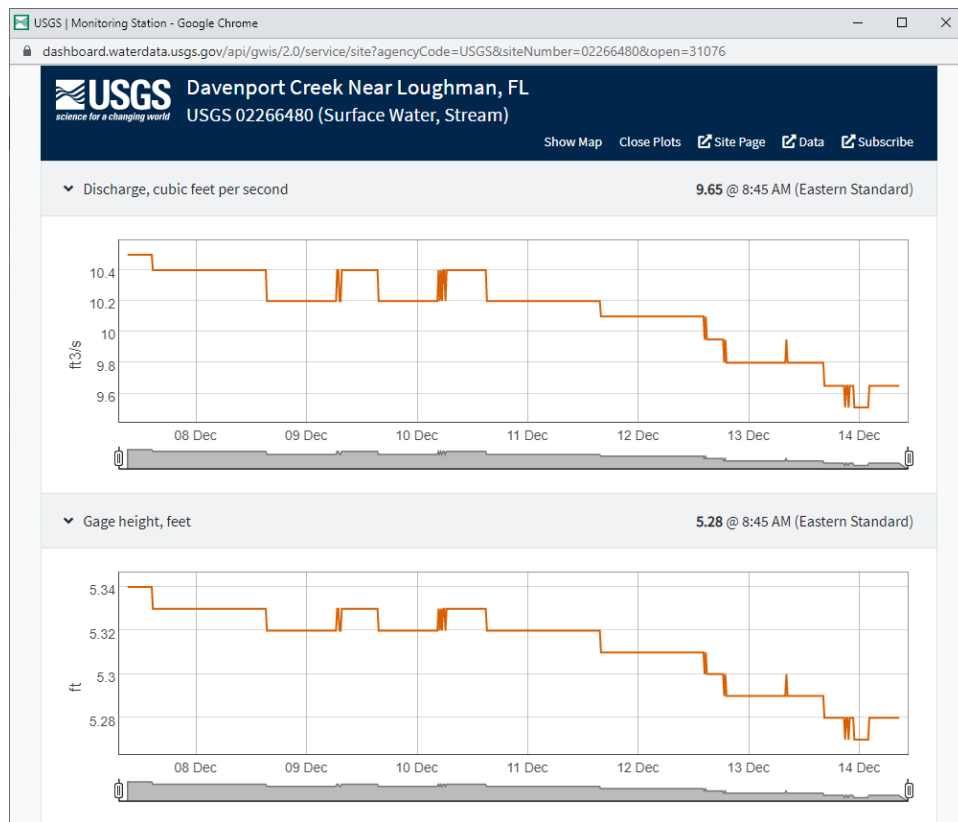 USGS | Monitoring Station - Google Chrome
dashboard.waterdata.usgs.gov/api/gwis/2.0/service/site?agencyCode=USGS&siteNumber=02266480&open=31076
USGS
science for a changing world
Davenport Creek Near Loughman, FL
USGS 02266480 (Surface Water, Stream)
Show Map Close Plots Site Page Data Subscribe
Discharge, cubic feet per second 9.65 @ 8:45 AM (Eastern Standard)
ft3/s
10.4
10.2
10
9.8
9.6
08 Dec 09 Dec 10 Dec 11 Dec 12 Dec 13 Dec 14 Dec
Gage height, feet 5.28 @ 8:45 AM (Eastern Standard)
ft
5.34
5.32
5.3
5.28
08 Dec 09 Dec 10 Dec 11 Dec 12 Dec 13 Dec 14 Dec